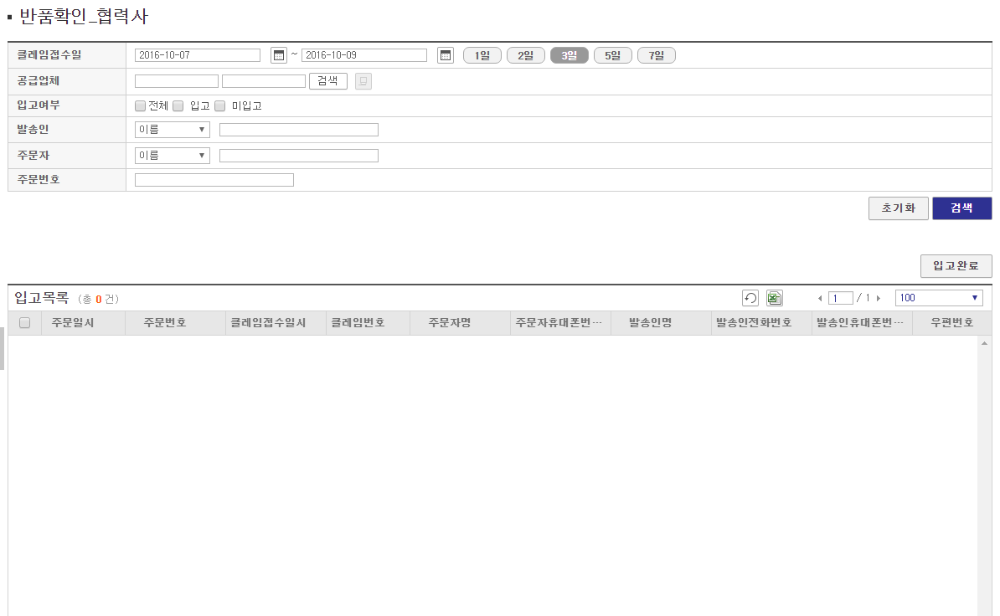 반품확인_협력사
클레임접수일 2016-10-07 ~ 2016-10-09 1일 2일 3일 5일 7일
공급업체 검색
입고여부 전체 입고 미입고
발송인 이름
주문자 이름
주문번호
초기화 검색
입고완료
입고목록 (총 0 건) 1 / 1 100
주문일시 주문번호 클레임접수일시 클레임번호 주문자명 주문자휴대폰번… 발송인명 발송인전화번호 발송인휴대폰번… 우편번호